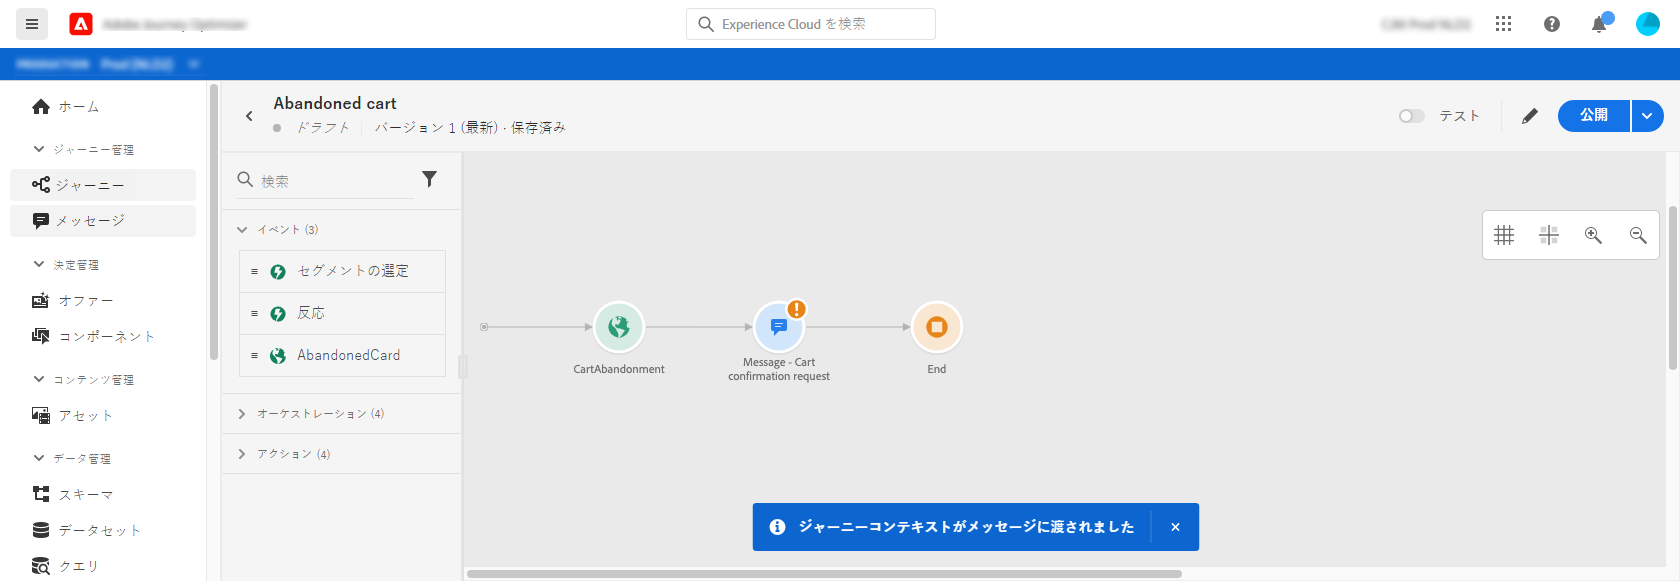 Experience Cloud を検索
ホーム
ジャーニー管理
ジャーニー
メッセージ
決定管理
オファー
コンポーネント
コンテンツ管理
アセット
データ管理
スキーマ
データセット
クエリ
Abandoned cart
ドラフト バージョン 1 (最新) · 保存済み
テスト
公開
検索
イベント (3)
セグメントの選定
反応
AbandonedCard
オーケストレーション (4)
アクション (4)
CartAbandonment
Message - Cart
confirmation request
End
ジャーニーコンテキストがメッセージに渡されました